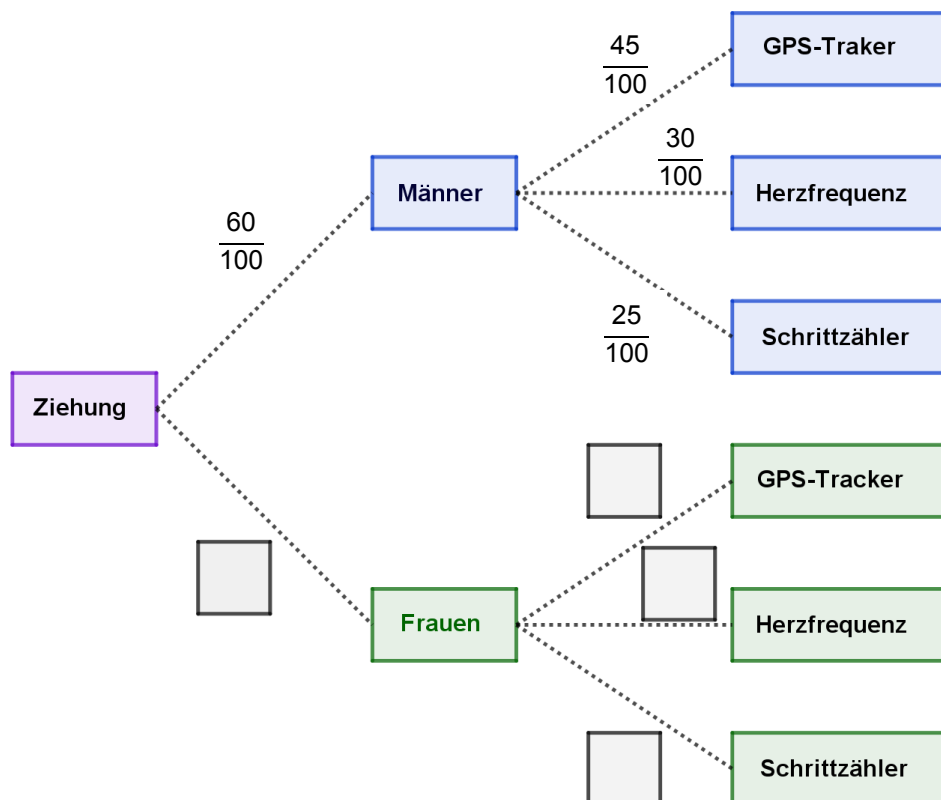 GPS-Traker
45
100
30
100
Männer
Herzfrequenz
60
100
25
100
Schrittzähler
Ziehung
GPS-Tracker
Frauen
Herzfrequenz
Schrittzähler